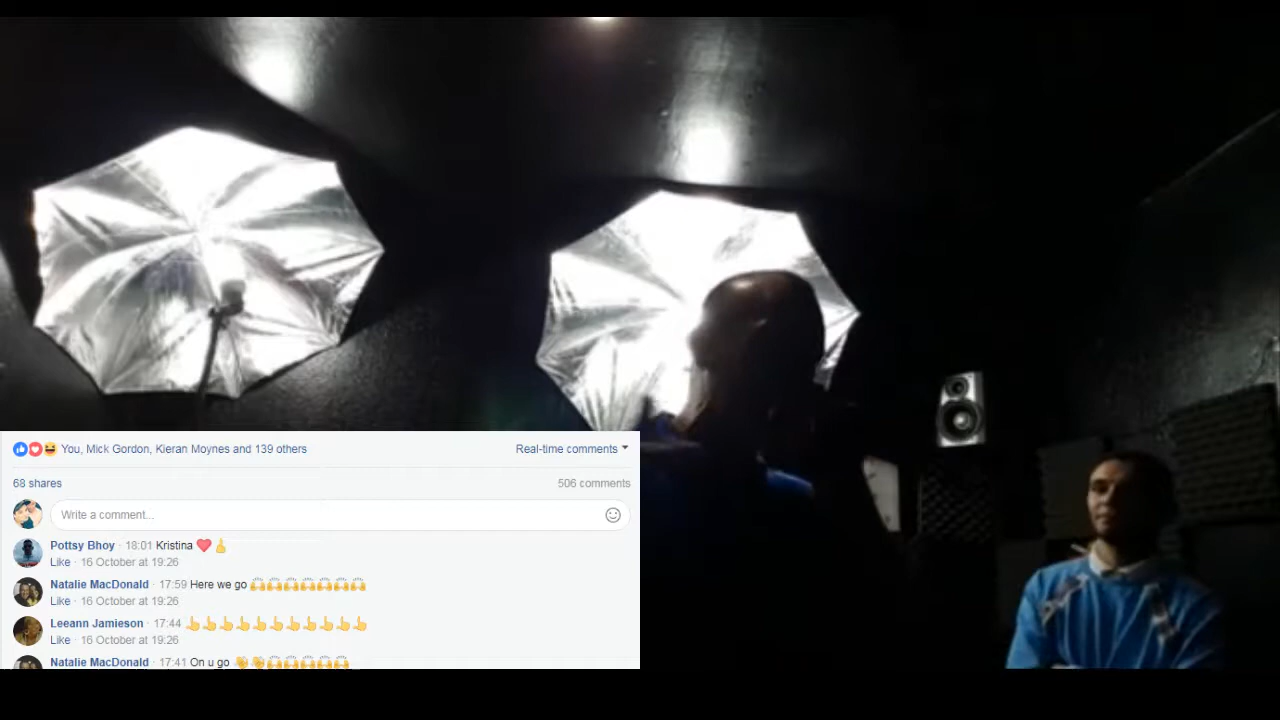 You, Mick Gordon, Kieran Moynes and 139 others Real-time comments
68 shares 506 comments
Write a comment...
Pottsy Bhoy · 18:01 Kristina ❤️👍
Like · 16 October at 19:26
Natalie MacDonald · 17:59 Here we go 🙌🙌🙌🙌🙌🙌🙌
Like · 16 October at 19:26
Leeann Jamieson · 17:44 👆👆👆👆👆👆👆👆👆👆👆
Like · 16 October at 19:26
Natalie MacDonald · 17:41 On u go 👏👏🙌🙌🙌🙌🙌